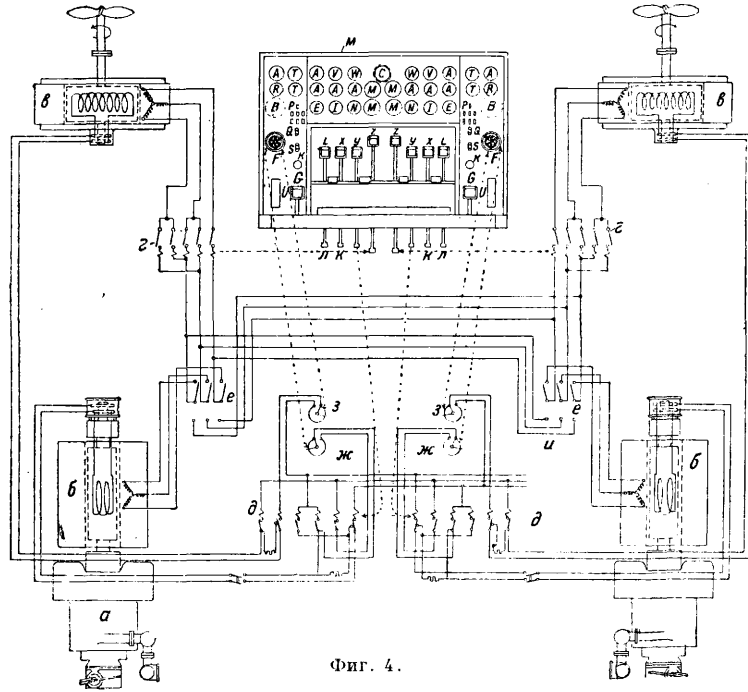 м
A T A V W C W V A T A
R T A A A M M A A A T R
B P A E I N M M N I E P B
Q Q
L X Y Z Z Y X L
S S
F K K F
G G
U U
в в
г г
л к к л
е е
з з
и
ж ж
б б
д д
а
Фиг. 4.